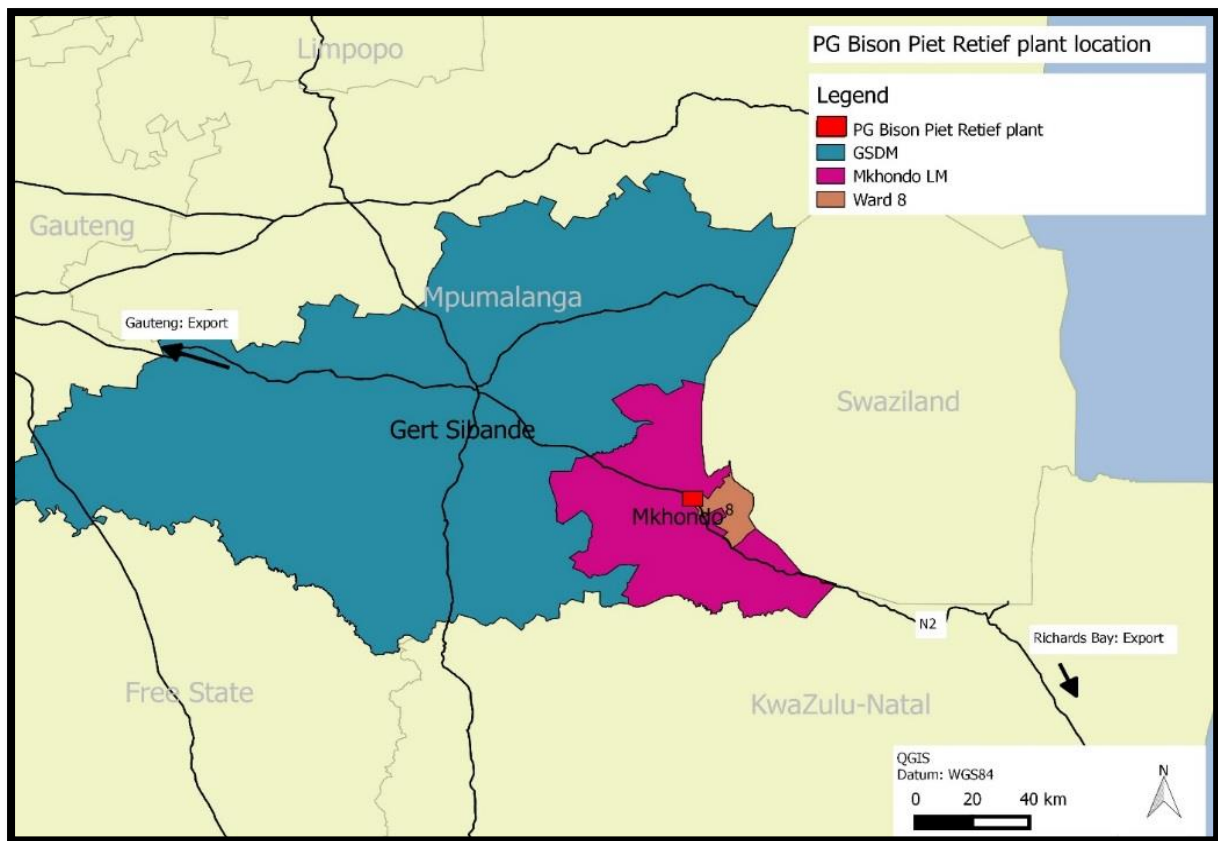 Limpopo
PG Bison Piet Retief plant location
Legend
PG Bison Piet Retief plant
GSDM
Mkhondo LM
Ward 8
Gauteng
Mpumalanga
Gauteng: Export
Swaziland
Gert Sibande
Mkhondo
8
N2
Richards Bay: Export
Free State
KwaZulu-Natal
QGIS
Datum: WGS84
N
0 20 40 km